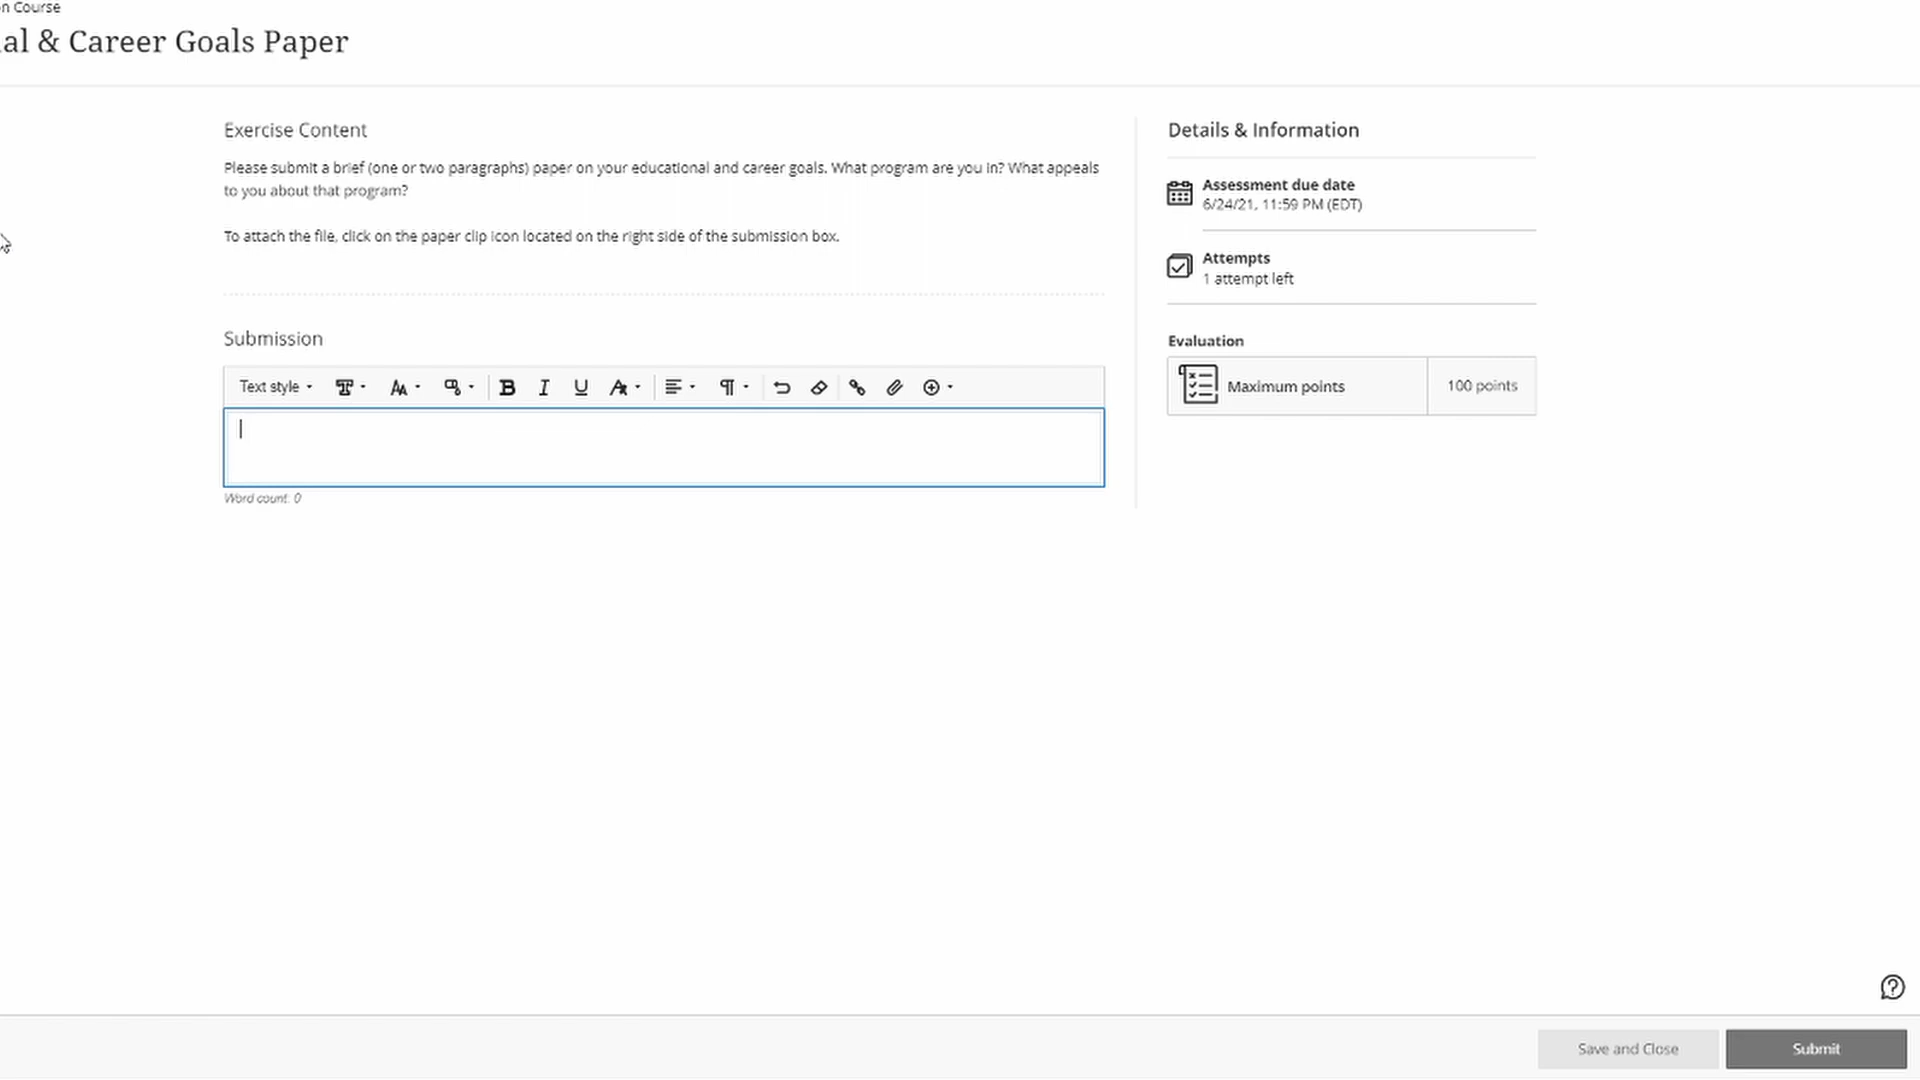 n Course
al & Career Goals Paper
Exercise Content
Please submit a brief (one or two paragraphs) paper on your educational and career goals. What program are you in? What appeals
to you about that program?
To attach the file, click on the paper clip icon located on the right side of the submission box.
Submission
Text style
Word count: 0
Details & Information
Assessment due date
6/24/21, 11:59 PM (EDT)
Attempts
1 attempt left
Evaluation
Maximum points
100 points
Save and Close
Submit